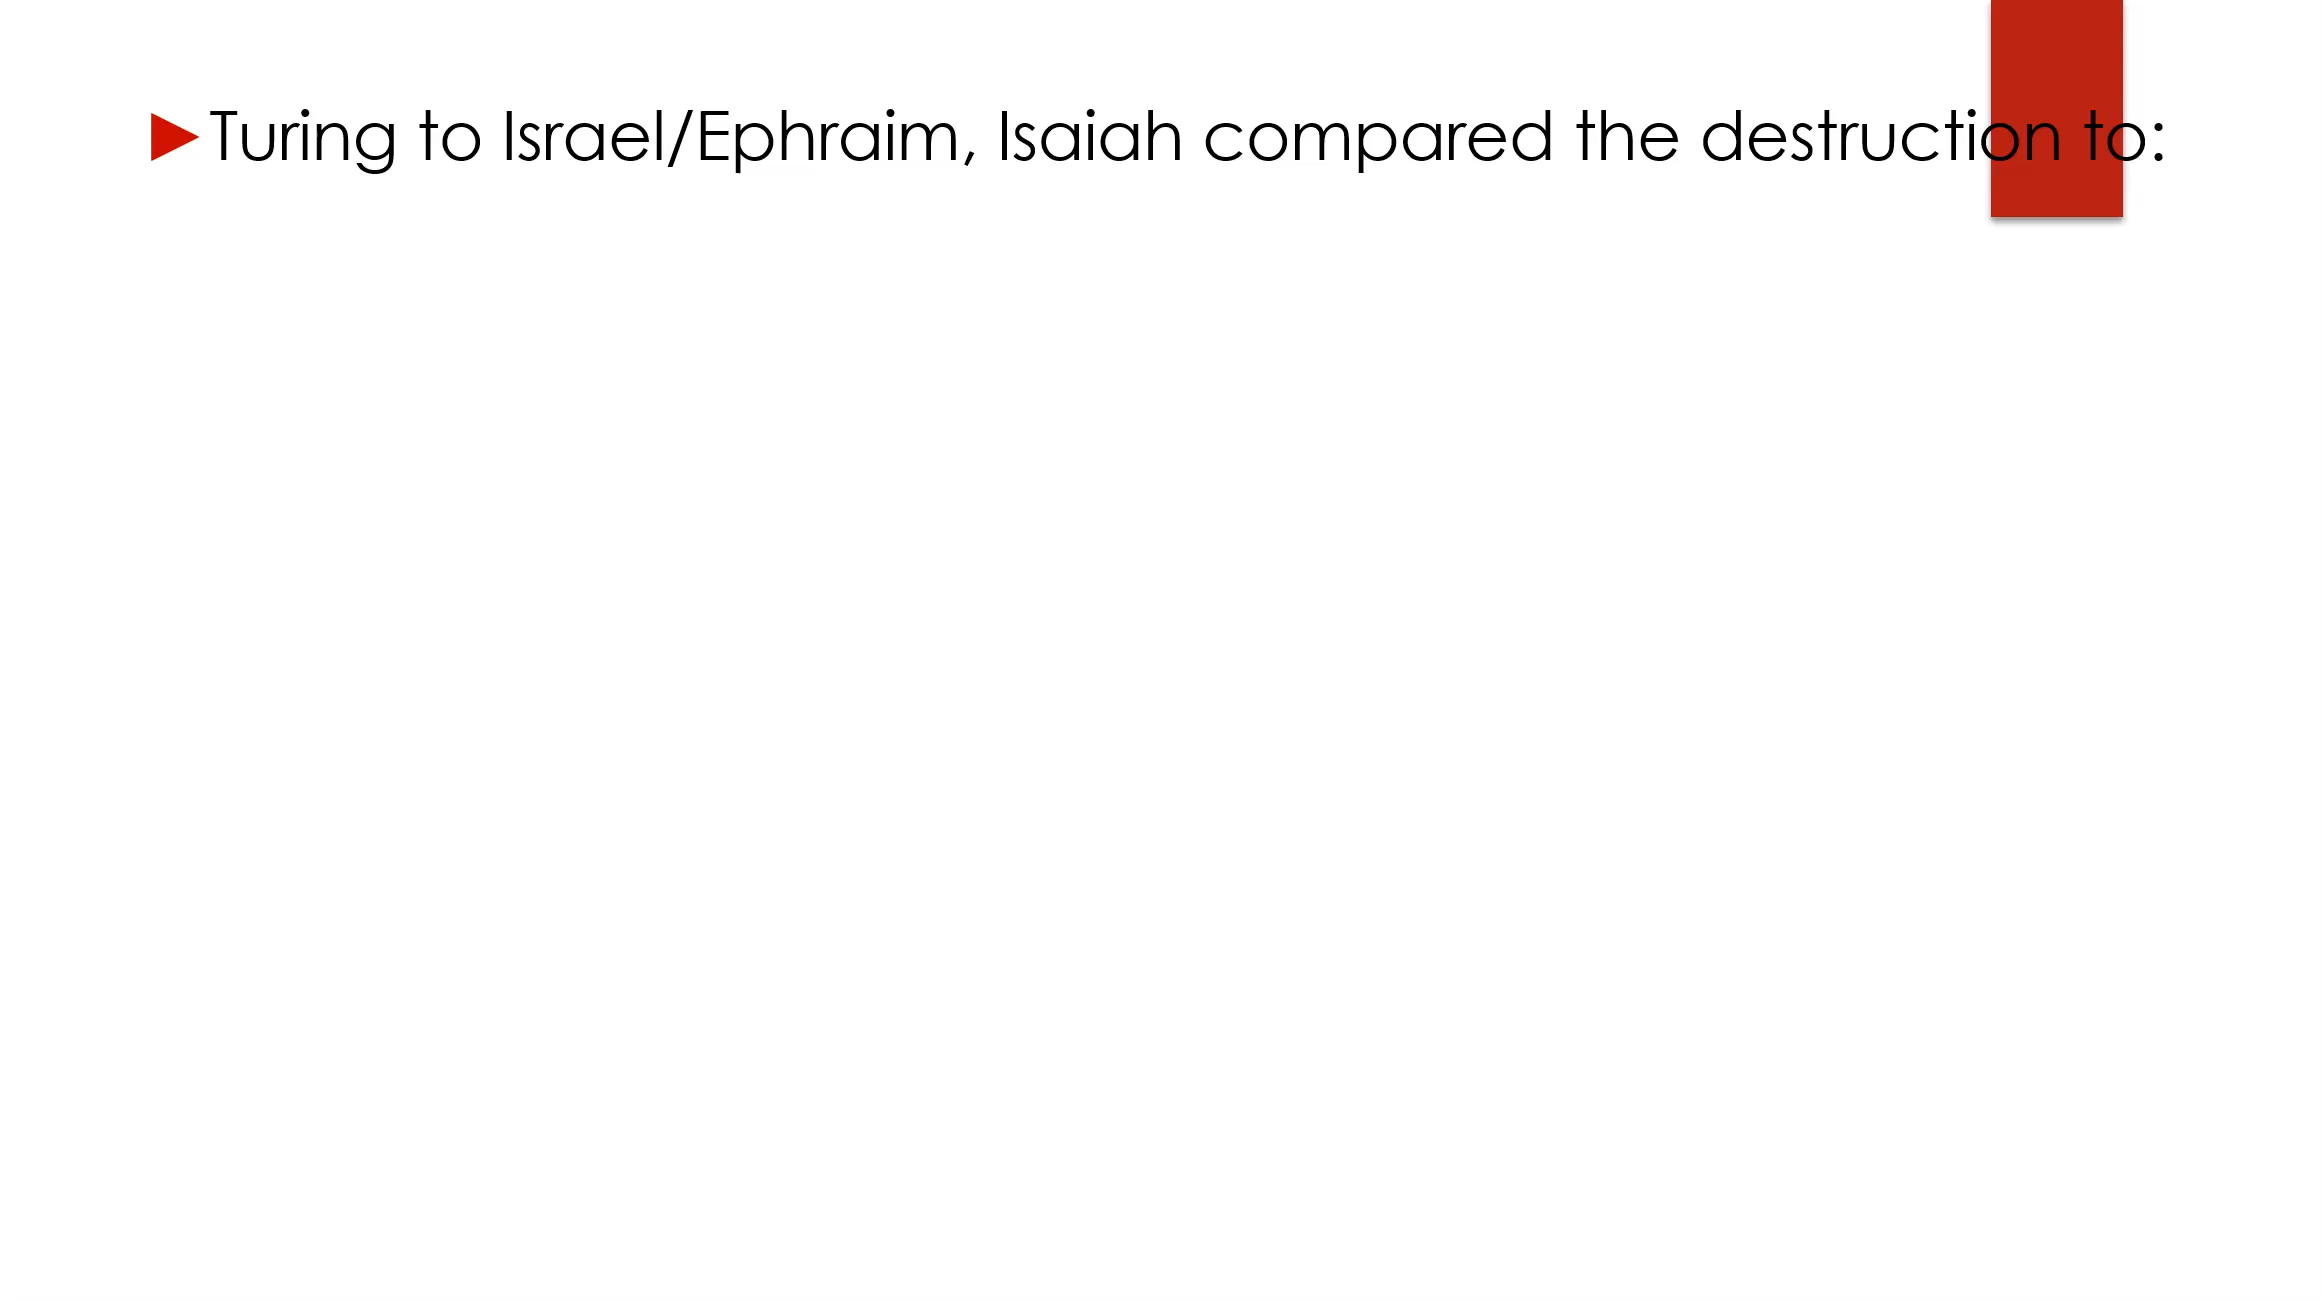 ►Turing to Israel/Ephraim, Isaiah compared the destruction to: